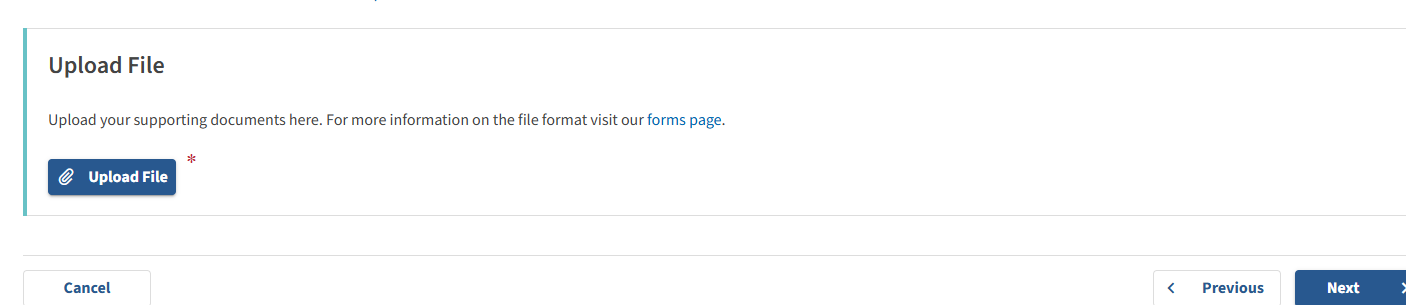 Upload File
Upload your supporting documents here. For more information on the file format visit our forms page.
Upload File *
Cancel
Previous
Next